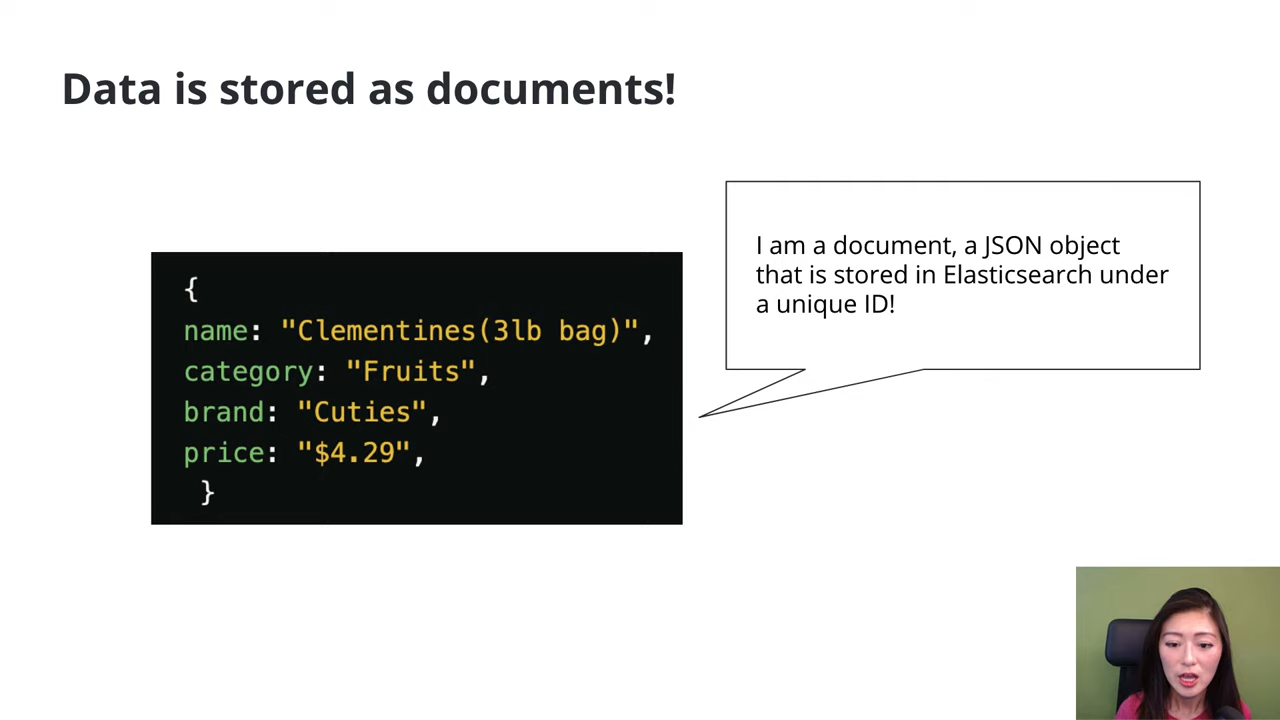 Data is stored as documents!
I am a document, a JSON object
that is stored in Elasticsearch under
a unique ID!
{
name: "Clementines(3lb bag)",
category: "Fruits",
brand: "Cuties",
price: "$4.29",
}